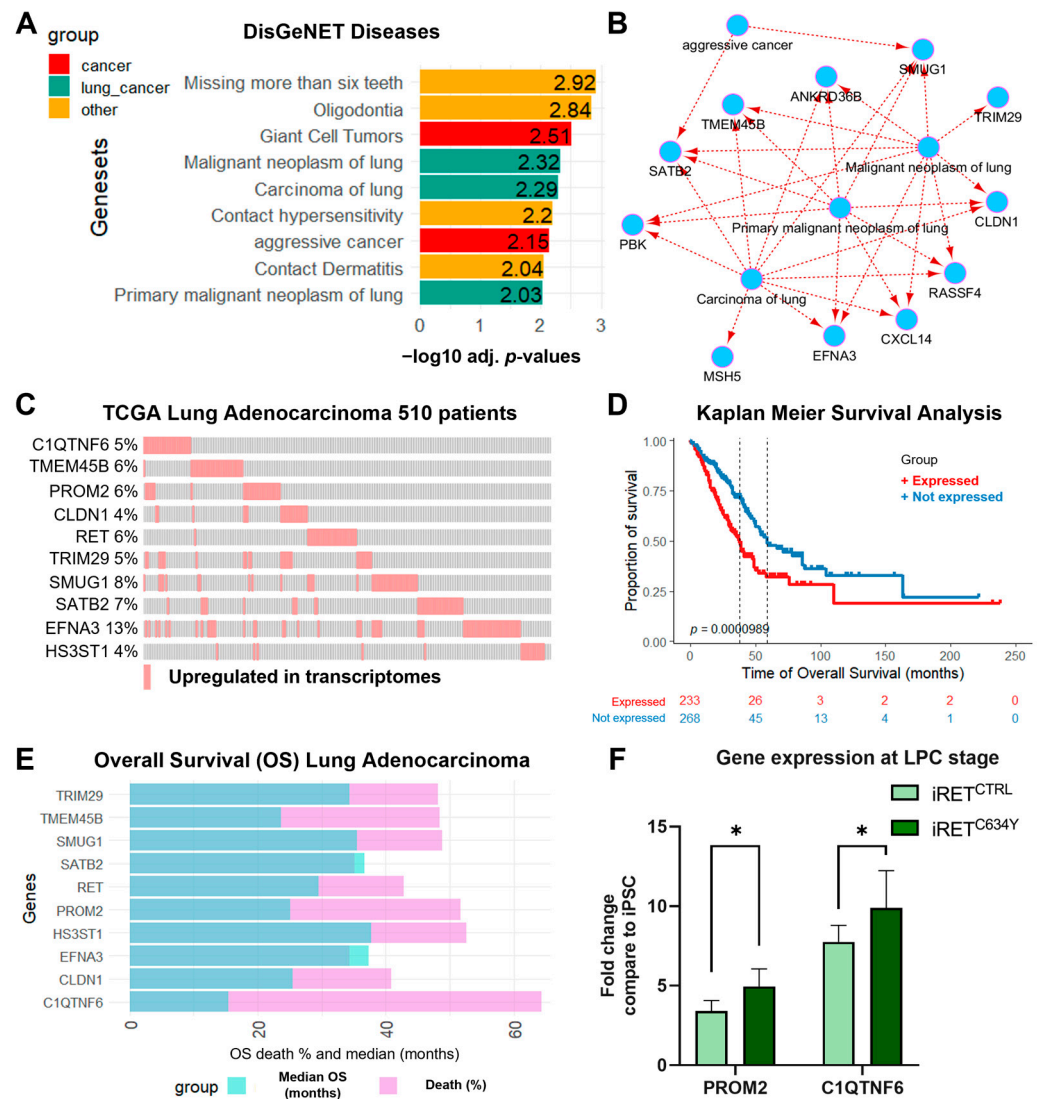 A
DisGeNET Diseases
group
cancer
lung_cancer
other
Genesets
Missing more than six teeth 2.92
Oligodontia 2.84
Giant Cell Tumors 2.51
Malignant neoplasm of lung 2.32
Carcinoma of lung 2.29
Contact hypersensitivity 2.2
aggressive cancer 2.15
Contact Dermatitis 2.04
Primary malignant neoplasm of lung 2.03
0 1 2 3
−log10 adj. p-values
B
aggressive cancer
SMUG1
ANKRD36B
TMEM45B
TRIM29
SATB2
Malignant neoplasm of lung
CLDN1
PBK
Primary malignant neoplasm of lung
RASSF4
Carcinoma of lung
CXCL14
EFNA3
MSH5
C
TCGA Lung Adenocarcinoma 510 patients
C1QTNF6 5%
TMEM45B 6%
PROM2 6%
CLDN1 4%
RET 6%
TRIM29 5%
SMUG1 8%
SATB2 7%
EFNA3 13%
HS3ST1 4%
Upregulated in transcriptomes
D
Kaplan Meier Survival Analysis
Proportion of survival
1.00
0.75
0.50
0.25
0.00
Group
+ Expressed
+ Not expressed
p = 0.0000989
0 50 100 150 200 250
Time of Overall Survival (months)
Expressed 233 26 3 2 2 0
Not expressed 268 45 13 4 1 0
E
Overall Survival (OS) Lung Adenocarcinoma
Genes
TRIM29
TMEM45B
SMUG1
SATB2
RET
PROM2
HS3ST1
EFNA3
CLDN1
C1QTNF6
0 20 40 60
OS death % and median (months)
group
Median OS
(months)
Death (%)
F
Gene expression at LPC stage
iRETCTRL
iRETC634Y
Fold change
compare to iPSC
15
10
5
0
* *
PROM2 C1QTNF6